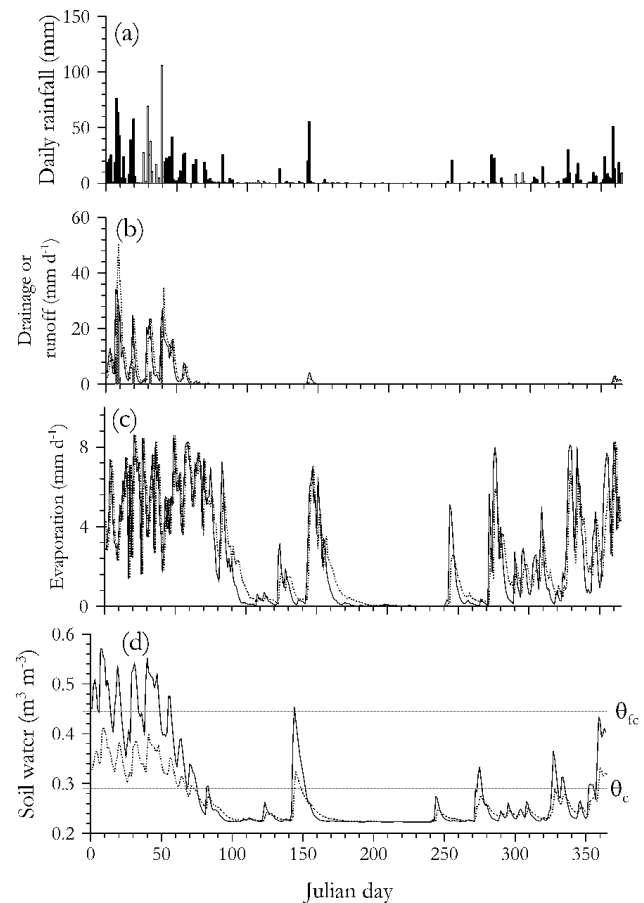 (a)
Daily rainfall (mm)
150
100
50
0
(b)
Drainage or
runoff (mm d⁻¹)
60
40
20
0
(c)
Evaporation (mm d⁻¹)
8
4
0
(d)
Soil water (m³ m⁻³)
0.6
0.5
0.4
0.3
0.2
θfc
θc
0 50 100 150 200 250 300 350
Julian day